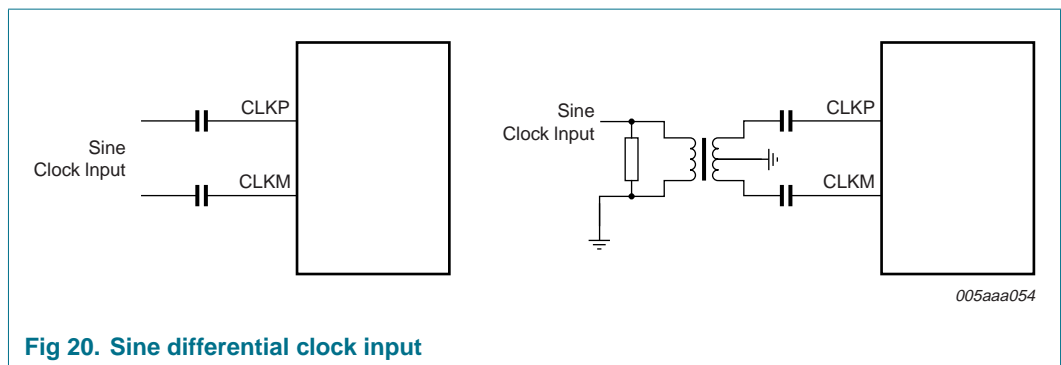 Sine
Clock Input
CLKP
CLKM
Sine
Clock Input
CLKP
CLKM
005aaa054
Fig 20. Sine differential clock input